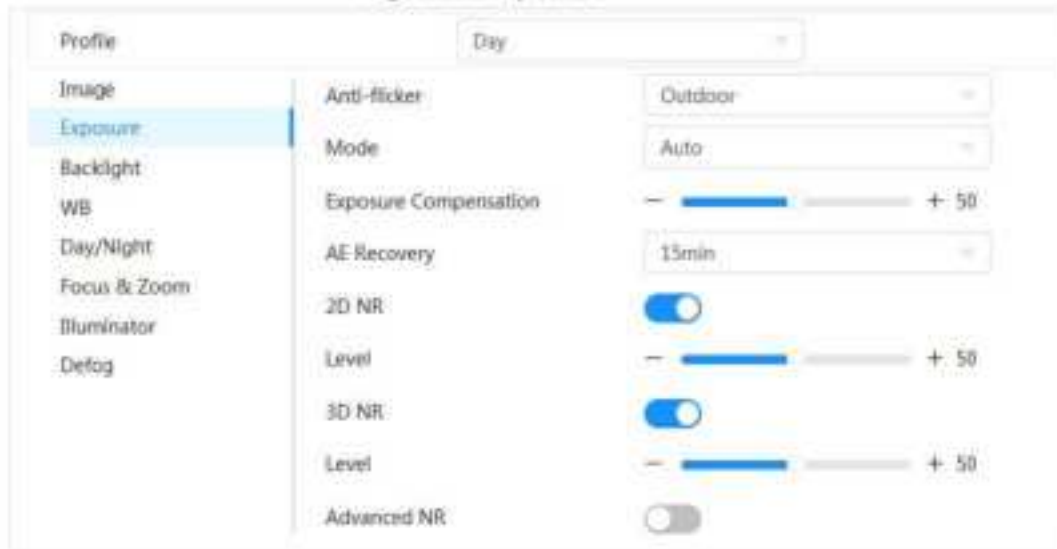 Profile Day
Image
Exposure
Backlight
WB
Day/Night
Focus & Zoom
Illuminator
Defog
Anti-flicker Outdoor
Mode Auto
Exposure Compensation − + 50
AE Recovery 15min
2D NR
Level − + 50
3D NR
Level − + 50
Advanced NR